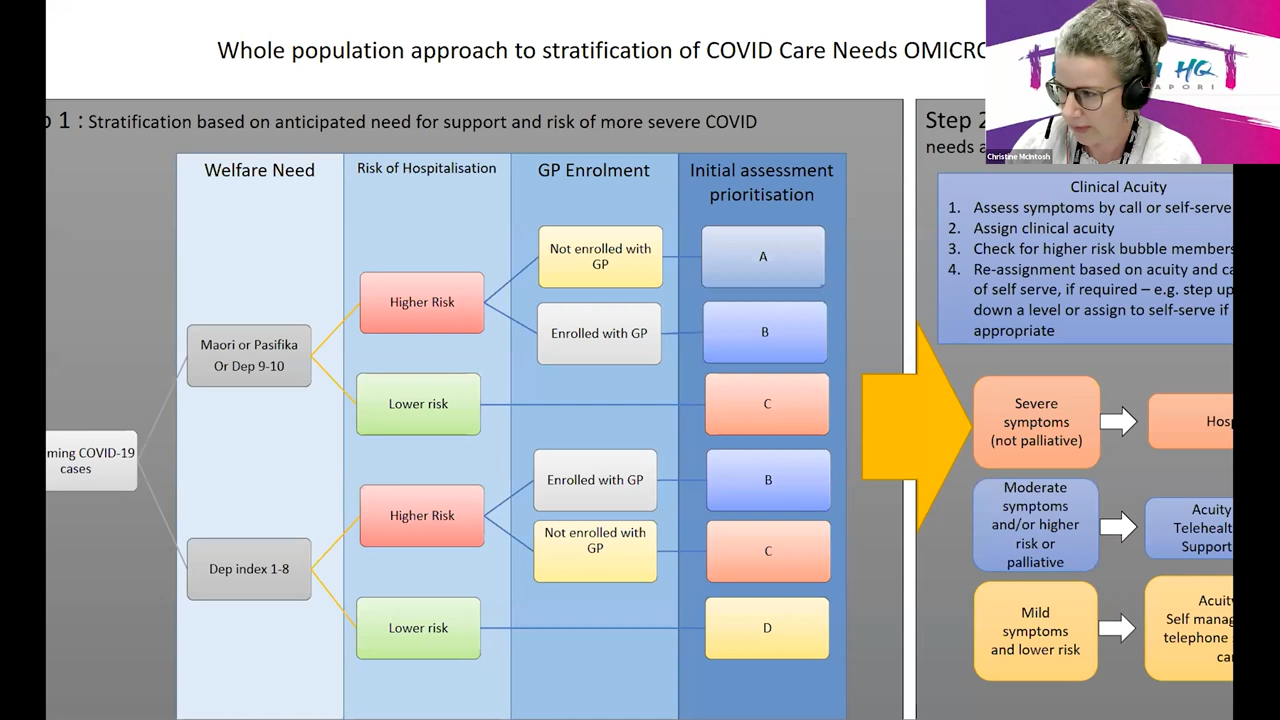 Whole population approach to stratification of COVID Care Needs OMICRO
HQ
APORI
Christine McIntosh
1 : Stratification based on anticipated need for support and risk of more severe COVID
Step 2
needs a
Welfare Need
Risk of Hospitalisation
GP Enrolment
Initial assessment
prioritisation
Clinical Acuity
1. Assess symptoms by call or self-serve
2. Assign clinical acuity
3. Check for higher risk bubble members
4. Re-assignment based on acuity and ca
of self serve, if required – e.g. step up
down a level or assign to self-serve if
appropriate
Not enrolled with
GP
A
Higher Risk
Enrolled with GP
B
Maori or Pasifika
Or Dep 9-10
Lower risk
C
ming COVID-19
cases
Enrolled with GP
B
Higher Risk
Not enrolled with
GP
C
Dep index 1-8
Lower risk
D
Severe
symptoms
(not palliative)
Hosp
Moderate
symptoms
and/or higher
risk or
palliative
Acuity
Telehealt
Support
Mild
symptoms
and lower risk
Acuity
Self manag
telephone
car